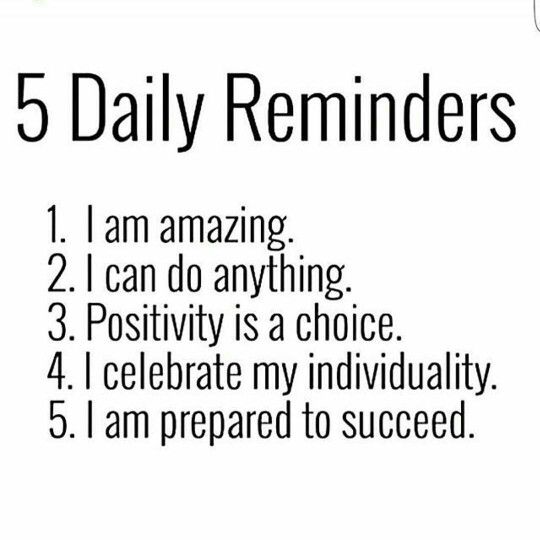 5 Daily Reminders
1. I am amazing.
2. I can do anything.
3. Positivity is a choice.
4. I celebrate my individuality.
5. I am prepared to succeed.